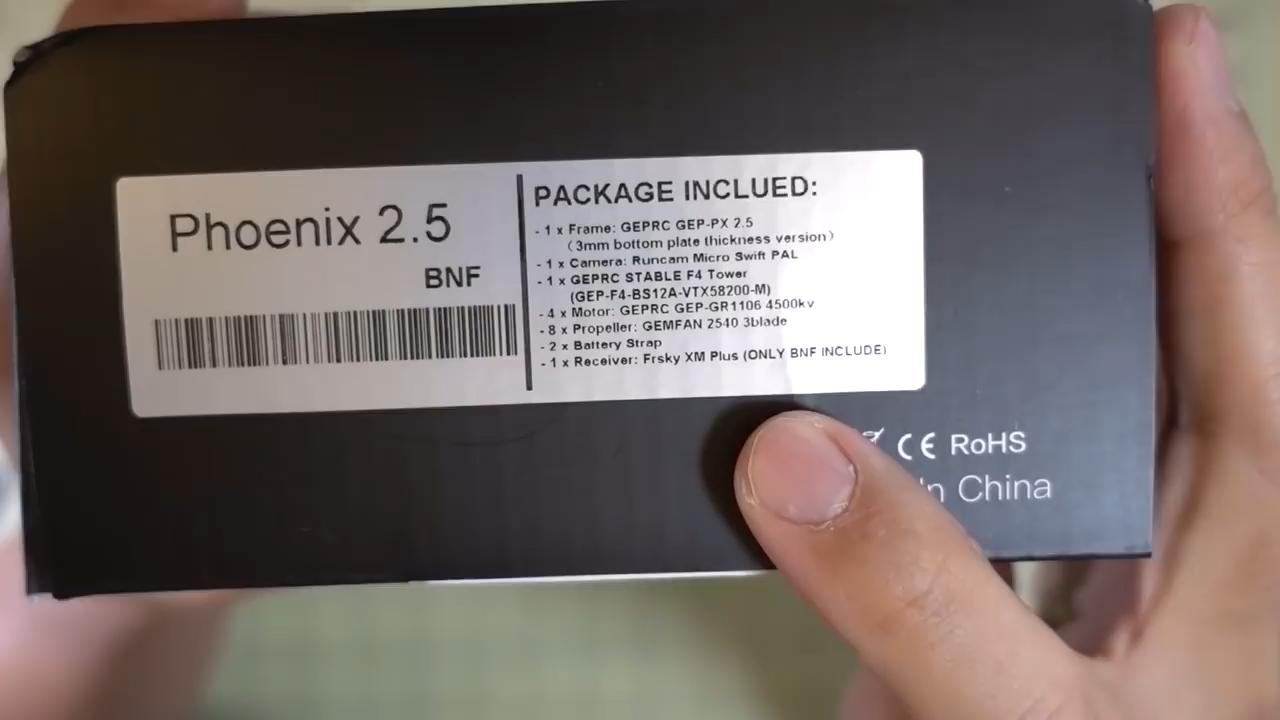 Phoenix 2.5
BNF
PACKAGE INCLUED:
- 1 x Frame: GEPRC GEP-PX 2.5
(3mm bottom plate thickness version)
- 1 x Camera: Runcam Micro Swift PAL
- 1 x GEPRC STABLE F4 Tower
(GEP-F4-BS12A-VTX58200-M)
- 4 x Motor: GEPRC GEP-GR1106 4500kv
- 8 x Propeller: GEMFAN 2540 3blade
- 2 x Battery Strap
- 1 x Receiver: Frsky XM Plus (ONLY BNF INCLUDE)
CE RoHS
China